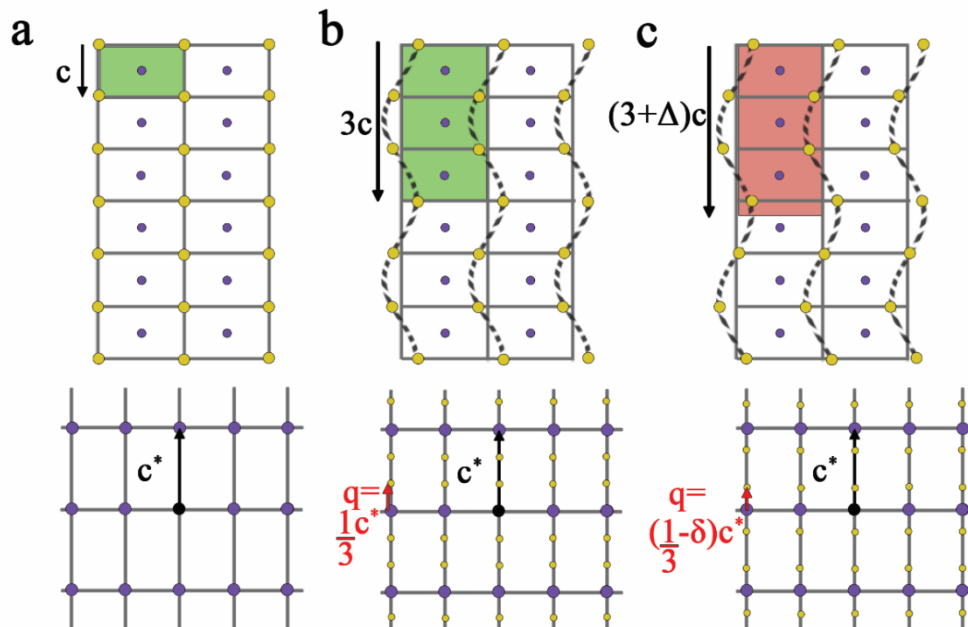 a
b
c
c
3c
(3+Δ)c
c*
q=
1/3 c*
c*
q=
(1/3-δ)c*
c*